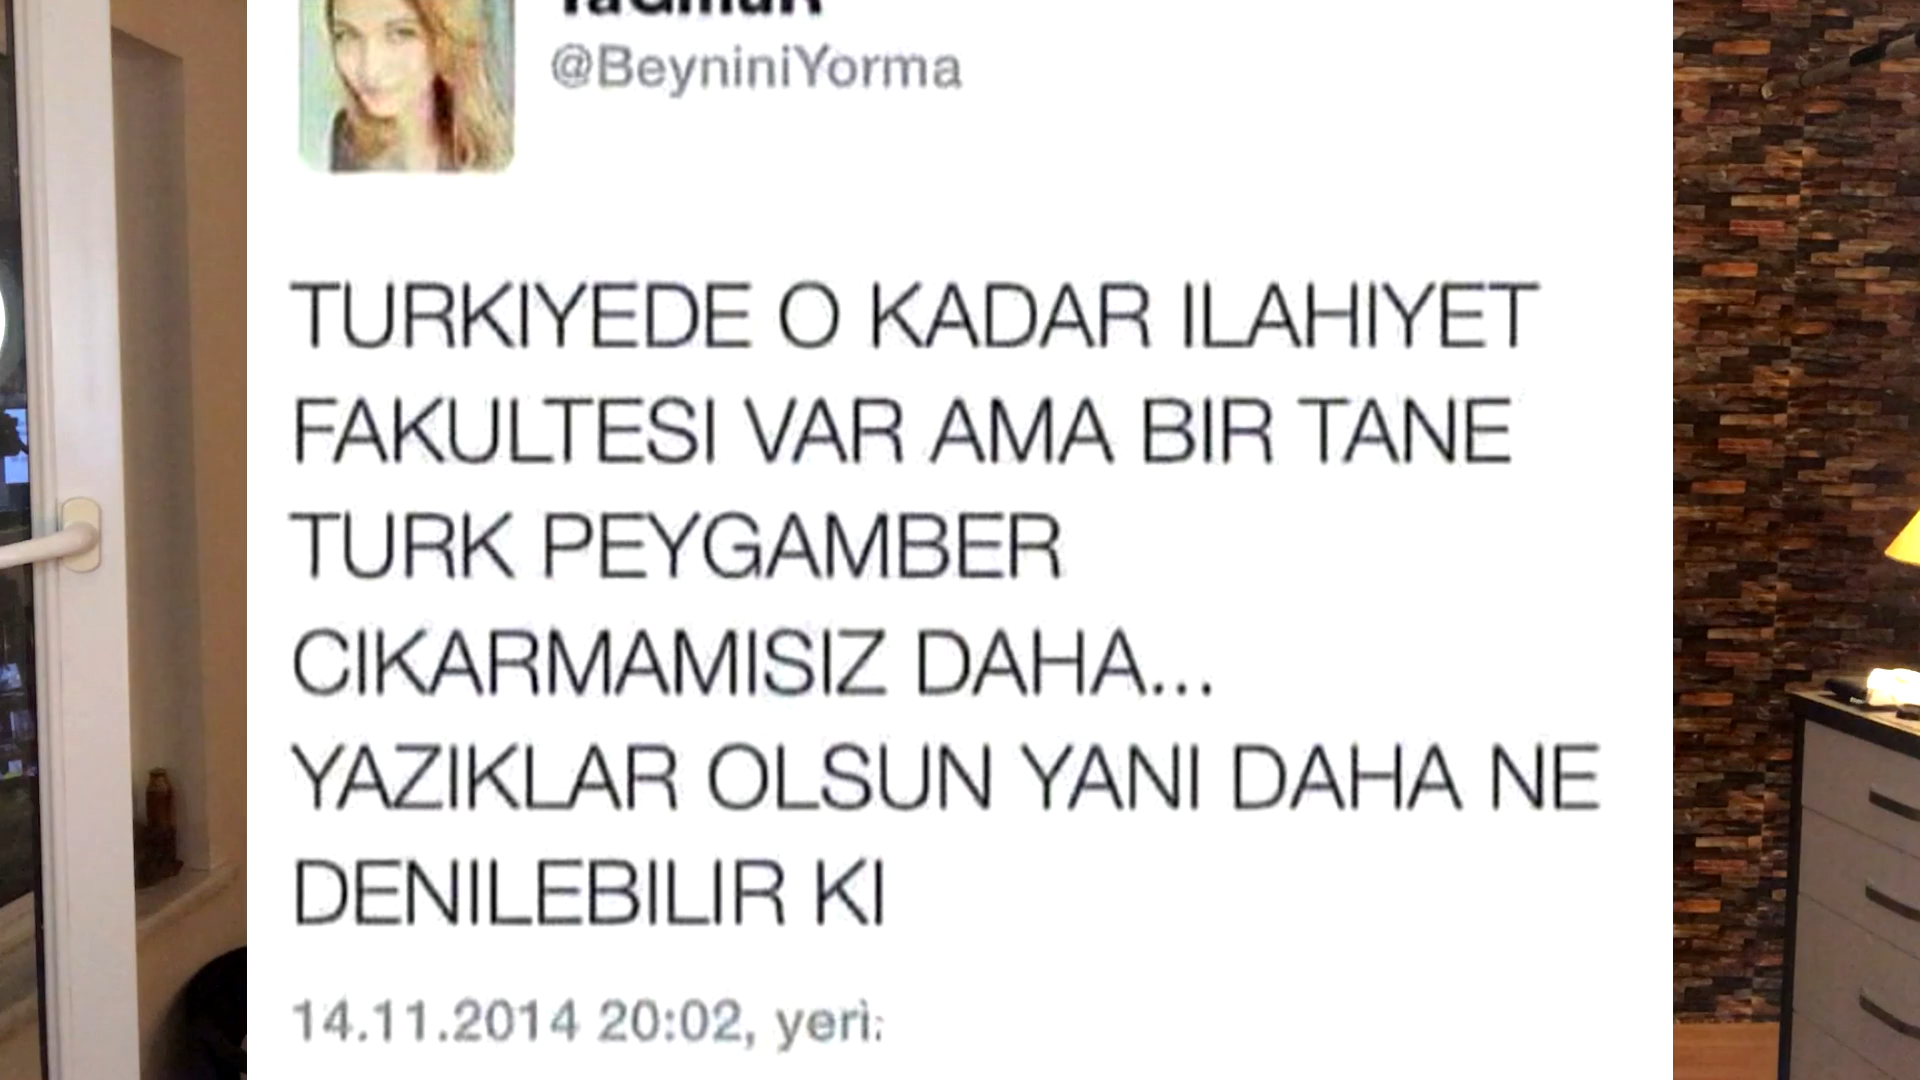 @BeyniniYorma
TURKIYEDE O KADAR ILAHIYET
FAKULTESI VAR AMA BIR TANE
TURK PEYGAMBER
CIKARMAMISIZ DAHA...
YAZIKLAR OLSUN YANI DAHA NE
DENILEBILIR KI
14.11.2014 20:02, yeri: